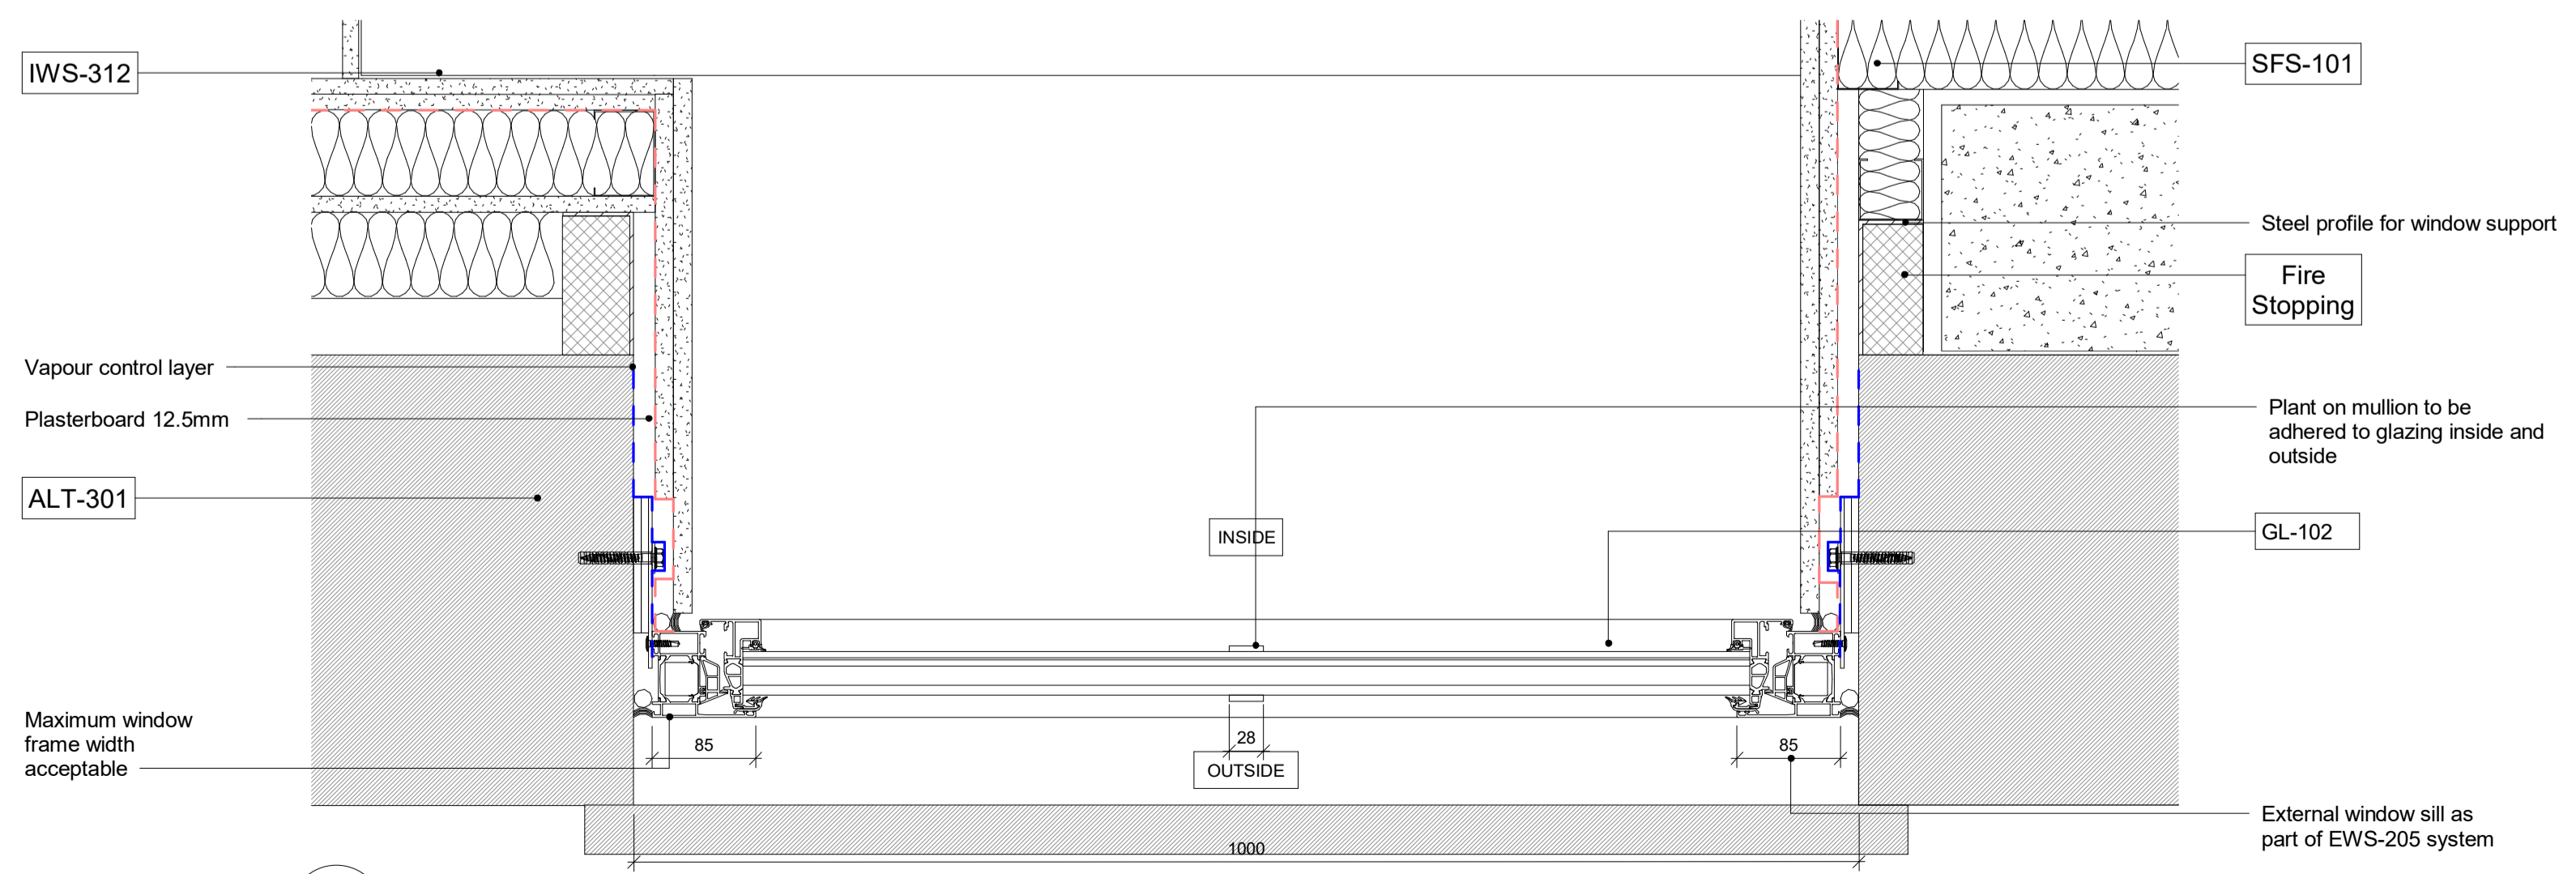 IWS-312
SFS-101
Steel profile for window support
Fire
Stopping
Vapour control layer
Plasterboard 12.5mm
Plant on mullion to be
adhered to glazing inside and
outside
ALT-301
INSIDE
GL-102
Maximum window
frame width
acceptable
85
28
85
OUTSIDE
External window sill as
part of EWS-205 system
1000